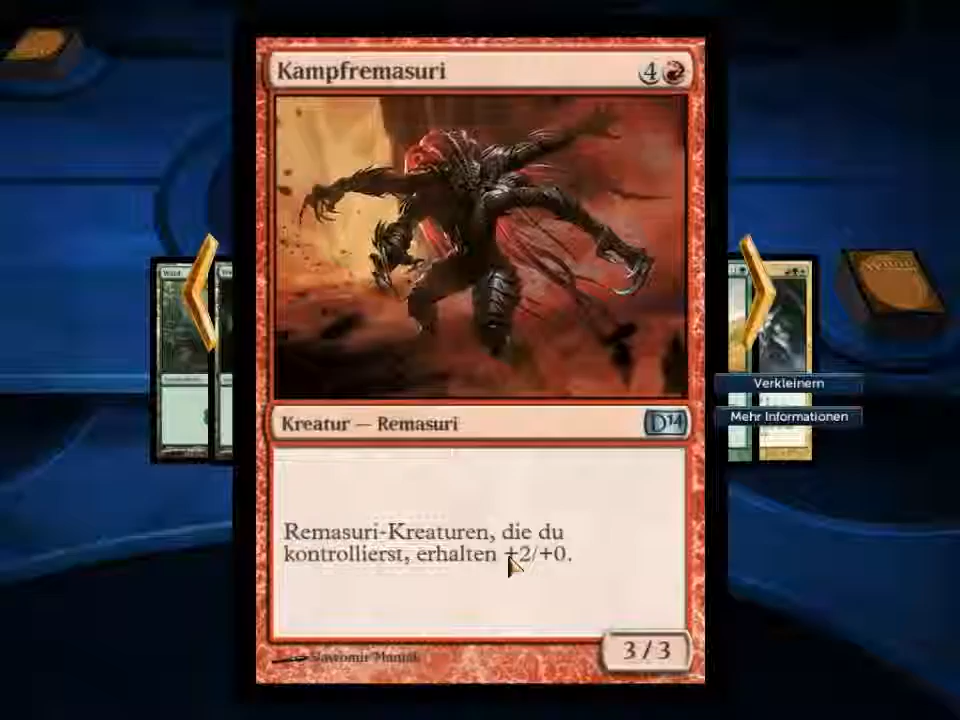 Kampfremasuri
4
Wald
Kreatur — Remasuri
D14
Verkleinern
Mehr Informationen
Remasuri-Kreaturen, die du
kontrollierst, erhalten +2/+0.
Slawomir Maniak
3 / 3